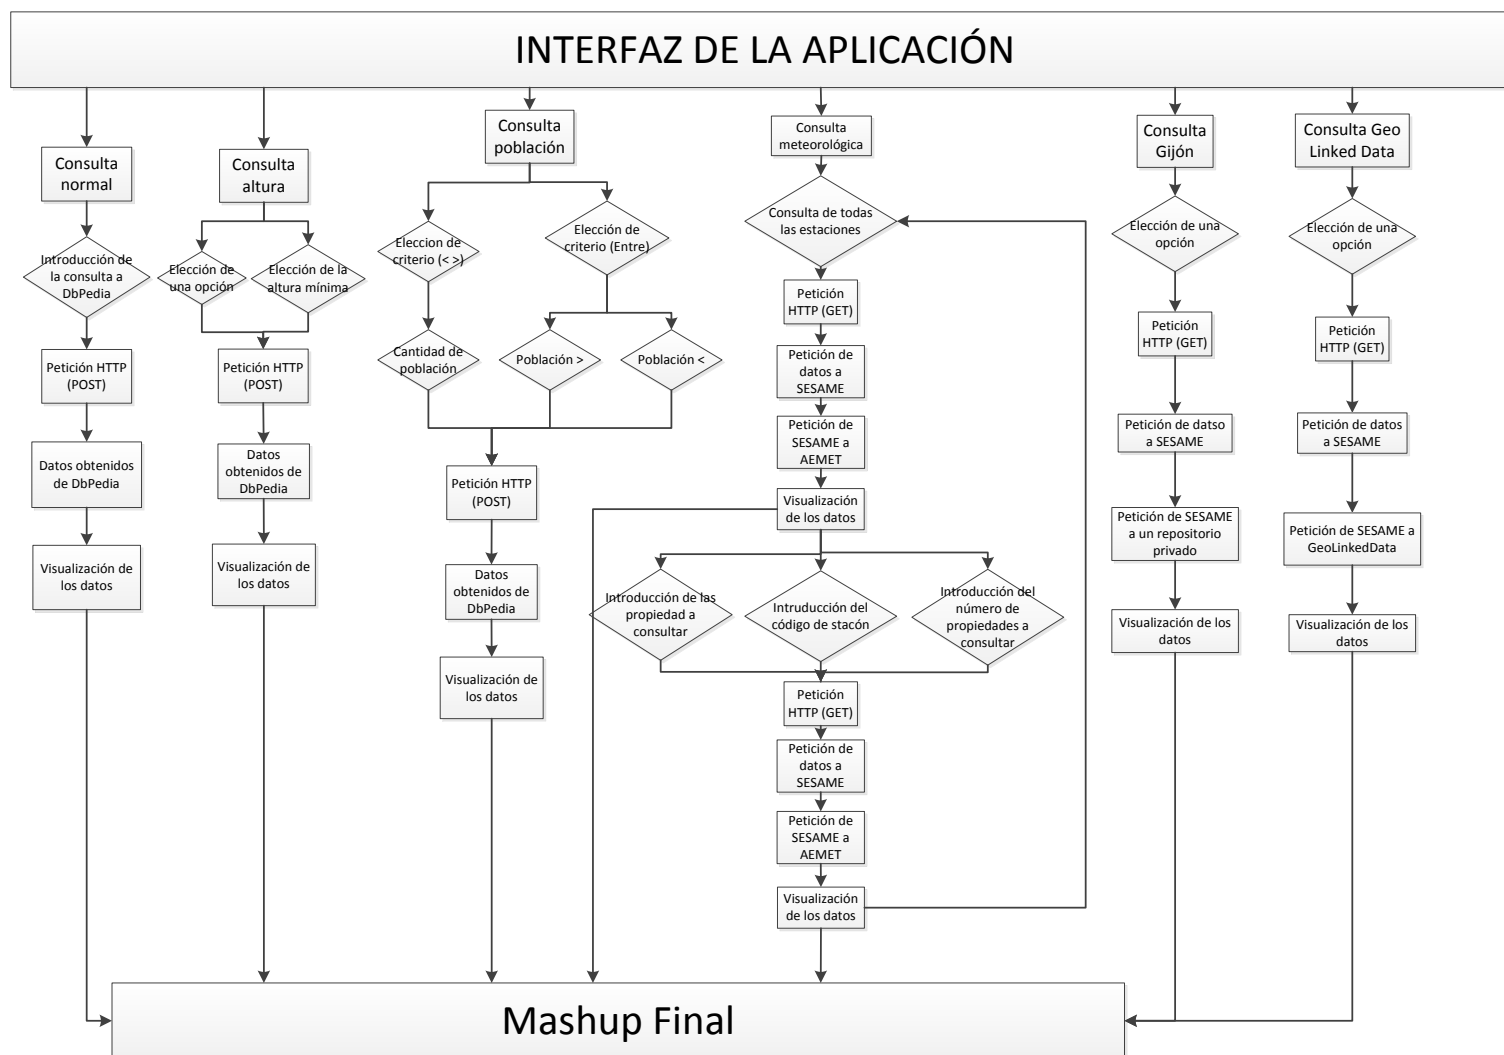 INTERFAZ DE LA APLICACIÓN
Consulta
normal
Introducción de
la consulta a
DbPedia
Petición HTTP
(POST)
Datos obtenidos
de DbPedia
Visualización de
los datos
Consulta
altura
Elección de
una opción
Elección de la
altura mínima
Petición HTTP
(POST)
Datos
obtenidos de
DbPedia
Visualización de
los datos
Consulta
población
Eleccion de
criterio (< >)
Elección de
criterio (Entre)
Cantidad de
población
Población >
Población <
Petición HTTP
(POST)
Datos
obtenidos de
DbPedia
Visualización de
los datos
Consulta
meteorológica
Consulta de todas
las estaciones
Petición
HTTP (GET)
Petición de
datos a
SESAME
Petición de
SESAME a
AEMET
Visualización
de los datos
Introducción de las
propiedad a
consultar
Intruducción del
código de stacón
Introducción del
número de
propiedades a
consultar
Petición
HTTP (GET)
Petición de
datos a
SESAME
Petición de
SESAME a
AEMET
Visualización
de los datos
Consulta
Gijón
Elección de una
opción
Petición
HTTP (GET)
Petición de datso
a SESAME
Petición de SESAME
a un repositorio
privado
Visualización de los
datos
Consulta Geo
Linked Data
Elección de una
opción
Petición
HTTP (GET)
Petición de datos
a SESAME
Petición de SESAME a
GeoLinkedData
Visualización de los
datos
Mashup Final